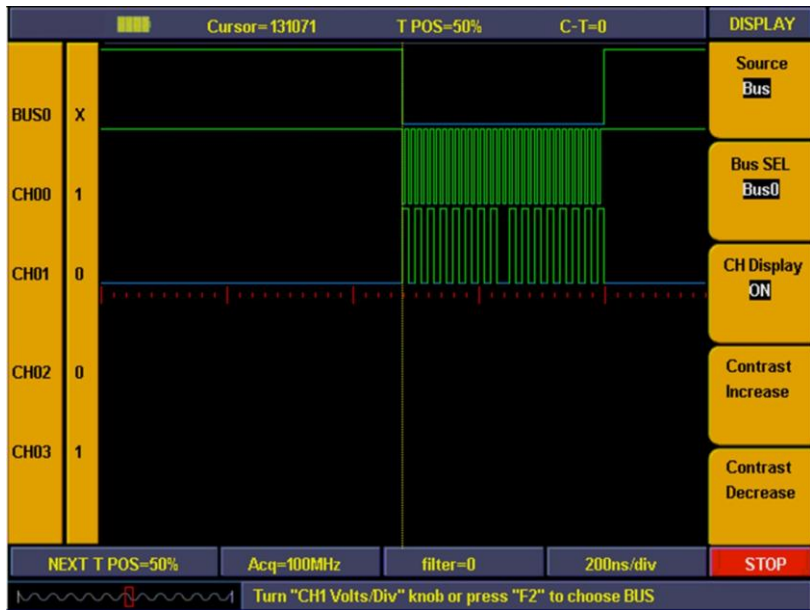 Cursor=131071 T POS=50% C-T=0 DISPLAY
Source
Bus
BUS0 X
Bus SEL
Bus0
CH00 1
CH01 0
CH Display
ON
CH02 0
Contrast
Increase
CH03 1
Contrast
Decrease
NEXT T POS=50% Acq=100MHz filter=0 200ns/div STOP
Turn "CH1 Volts/Div" knob or press "F2" to choose BUS